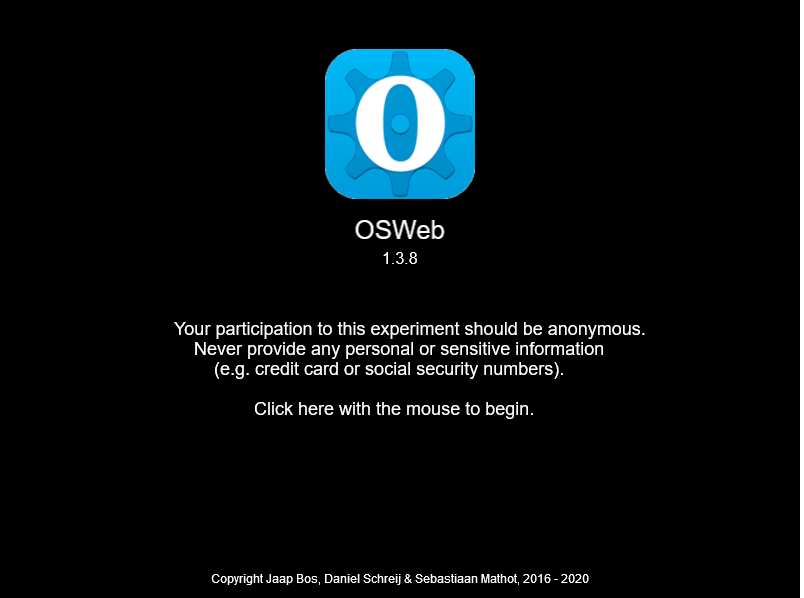 O
OSWeb
1.3.8
Your participation to this experiment should be anonymous.
Never provide any personal or sensitive information
(e.g. credit card or social security numbers).
Click here with the mouse to begin.
Copyright Jaap Bos, Daniel Schreij & Sebastiaan Mathot, 2016 - 2020